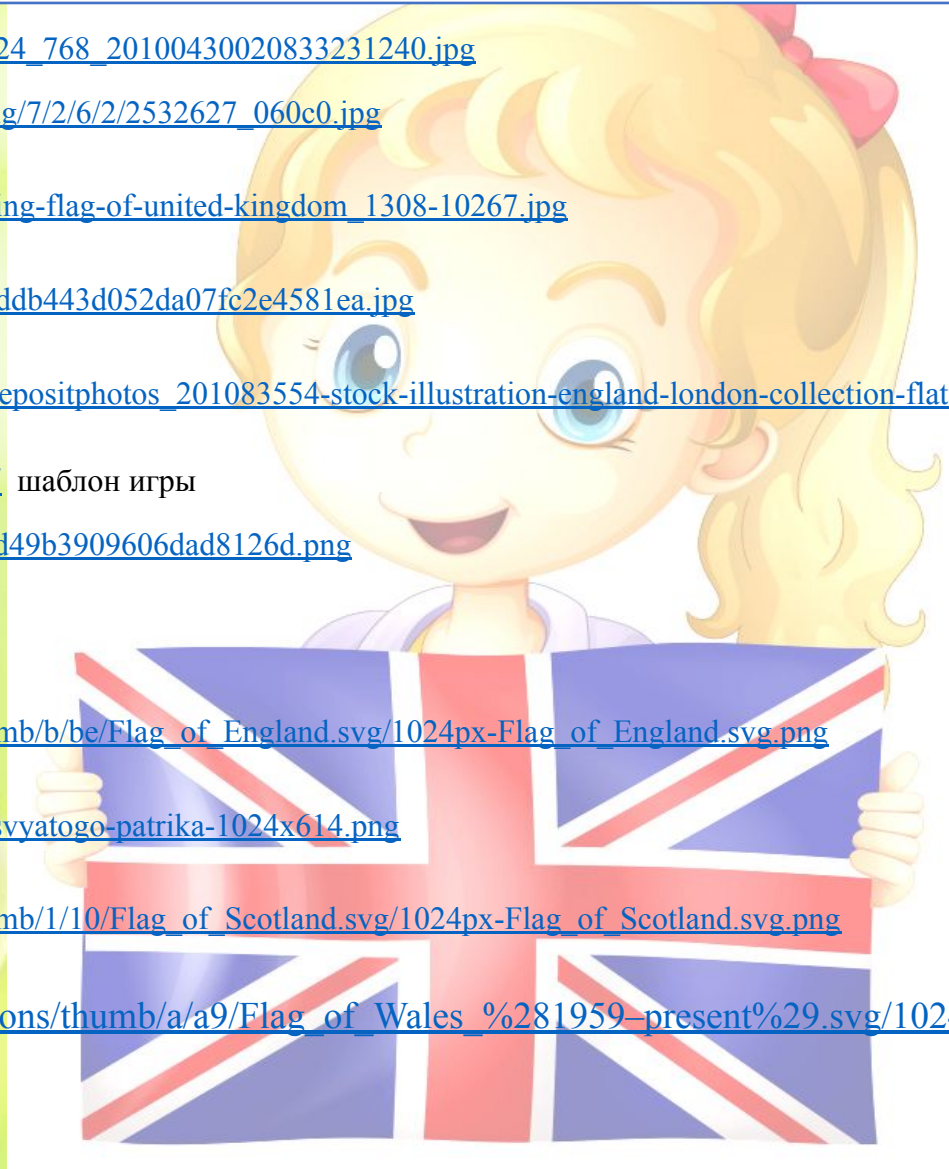 24_768_20100430020833231240.jpg
g/7/2/6/2/2532627_060c0.jpg
ing-flag-of-united-kingdom_1308-10267.jpg
ddb443d052da07fc2e4581ea.jpg
epositphotos_201083554-stock-illustration-england-london-collection-flat
шаблон игры
d49b3909606dad8126d.png
mb/b/be/Flag_of_England.svg/1024px-Flag_of_England.svg.png
svyatogo-patrika-1024x614.png
mb/1/10/Flag_of_Scotland.svg/1024px-Flag_of_Scotland.svg.png
ons/thumb/a/a9/Flag_of_Wales_%281959–present%29.svg/102